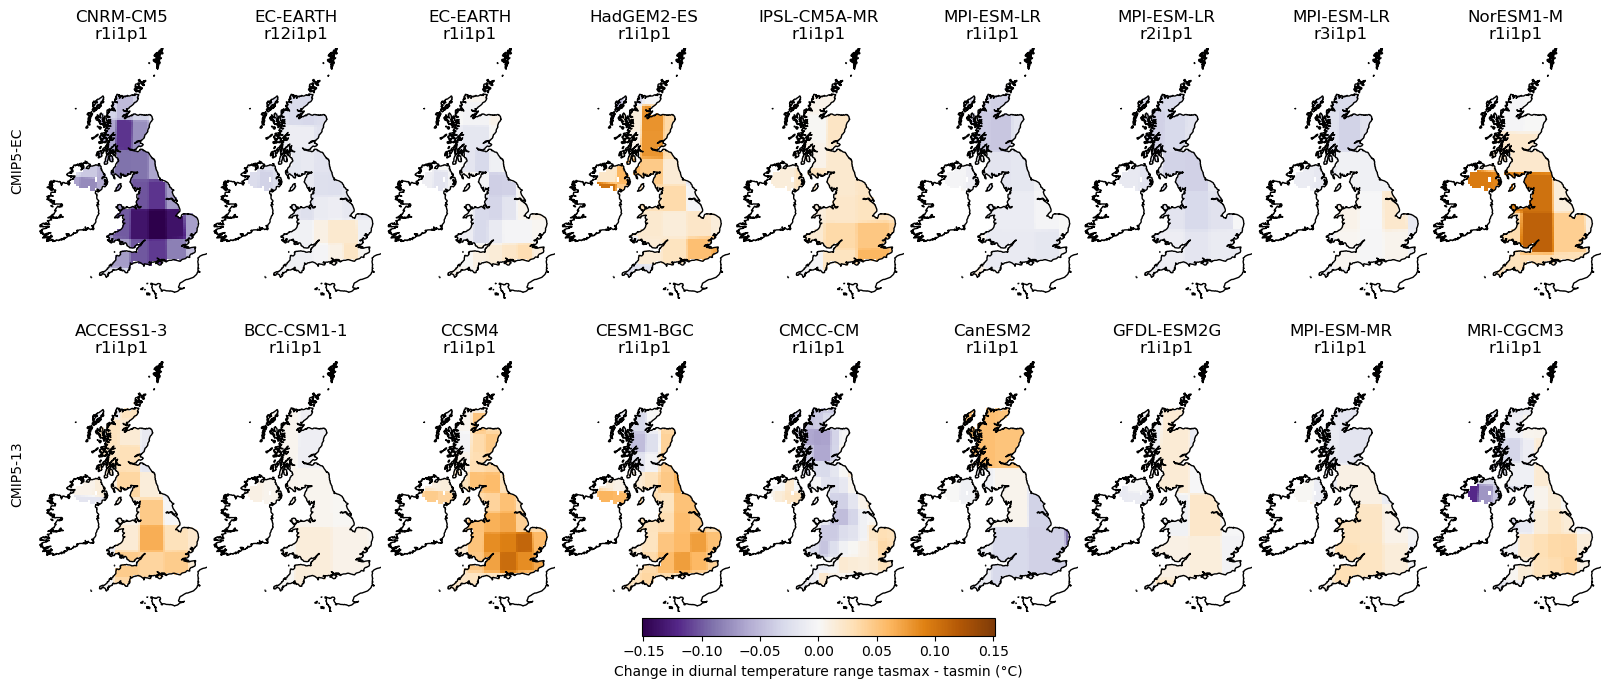 CNRM-CM5
r1i1p1
EC-EARTH
r12i1p1
EC-EARTH
r1i1p1
HadGEM2-ES
r1i1p1
IPSL-CM5A-MR
r1i1p1
MPI-ESM-LR
r1i1p1
MPI-ESM-LR
r2i1p1
MPI-ESM-LR
r3i1p1
NorESM1-M
r1i1p1
CMIP5-EC
ACCESS1-3
r1i1p1
BCC-CSM1-1
r1i1p1
CCSM4
r1i1p1
CESM1-BGC
r1i1p1
CMCC-CM
r1i1p1
CanESM2
r1i1p1
GFDL-ESM2G
r1i1p1
MPI-ESM-MR
r1i1p1
MRI-CGCM3
r1i1p1
CMIP5-13
−0.15 −0.10 −0.05 0.00 0.05 0.10 0.15
Change in diurnal temperature range tasmax - tasmin (°C)